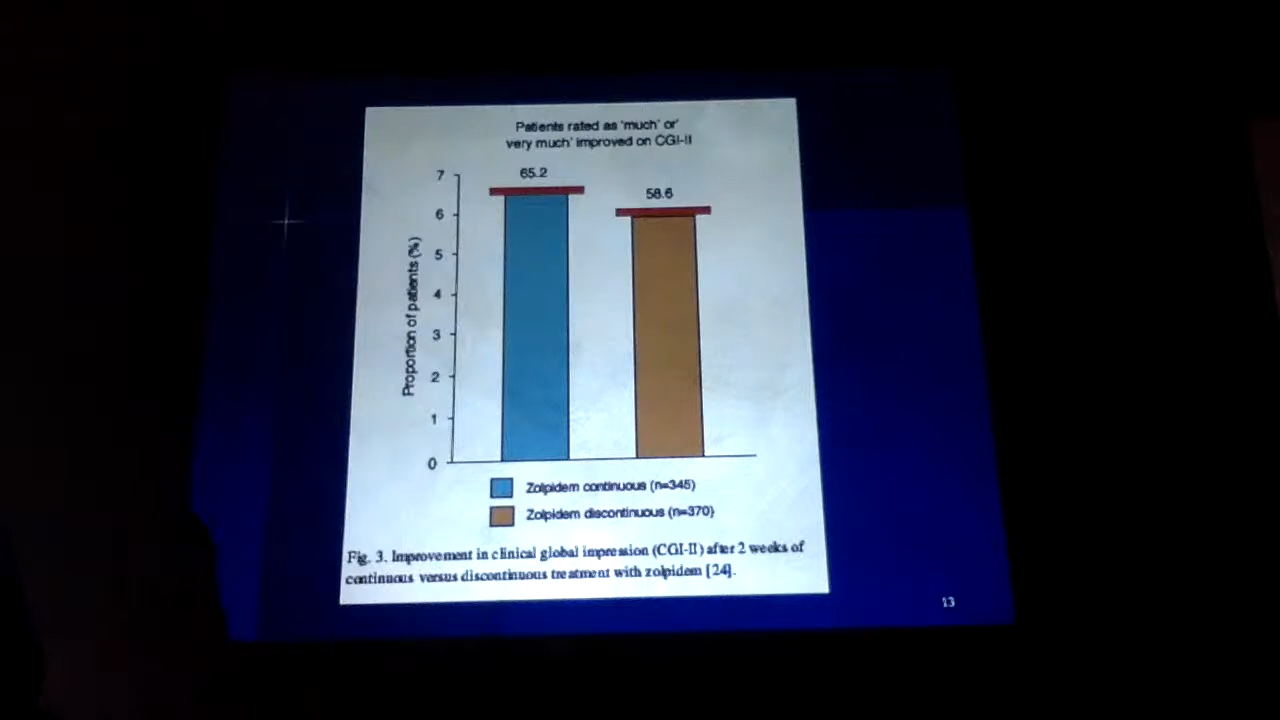 Patients rated as 'much' or'
very much' improved on CGI-II
7
65.2
58.6
6
5
4
3
2
1
0
Proportion of patients (%)
Zolpidem continuous (n=345)
Zolpidem discontinuous (n=370)
Fig. 3. Improvement in clinical global impression (CGI-II) after 2 weeks of
continuous versus discontinuous treatment with zolpidem [24].
13